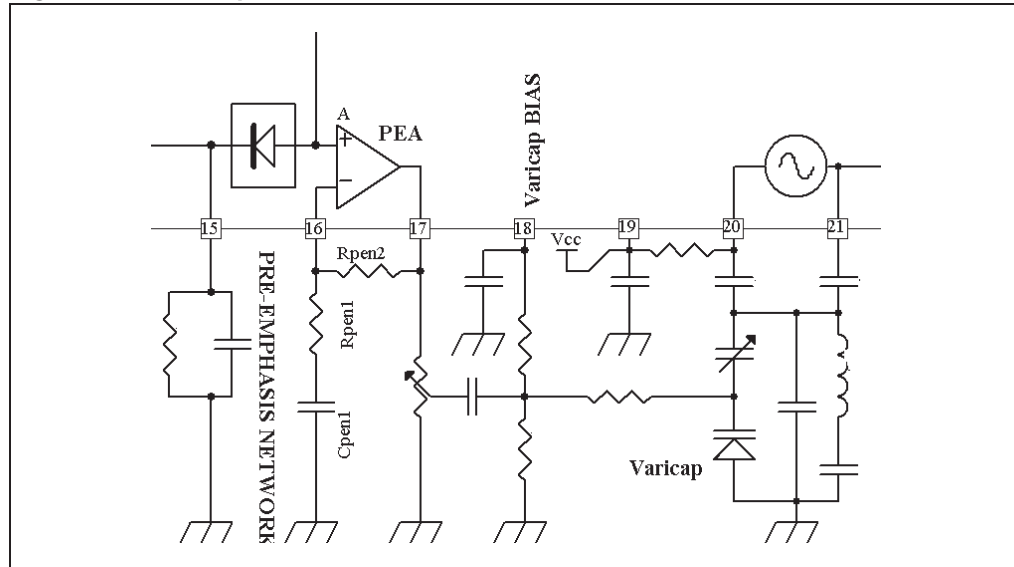 A
PEA
Varicap BIAS
15
16
17
18
19
20
21
Vcc
Rpen2
PRE-EMPHASIS NETWORK
Rpen1
Cpen1
Varicap